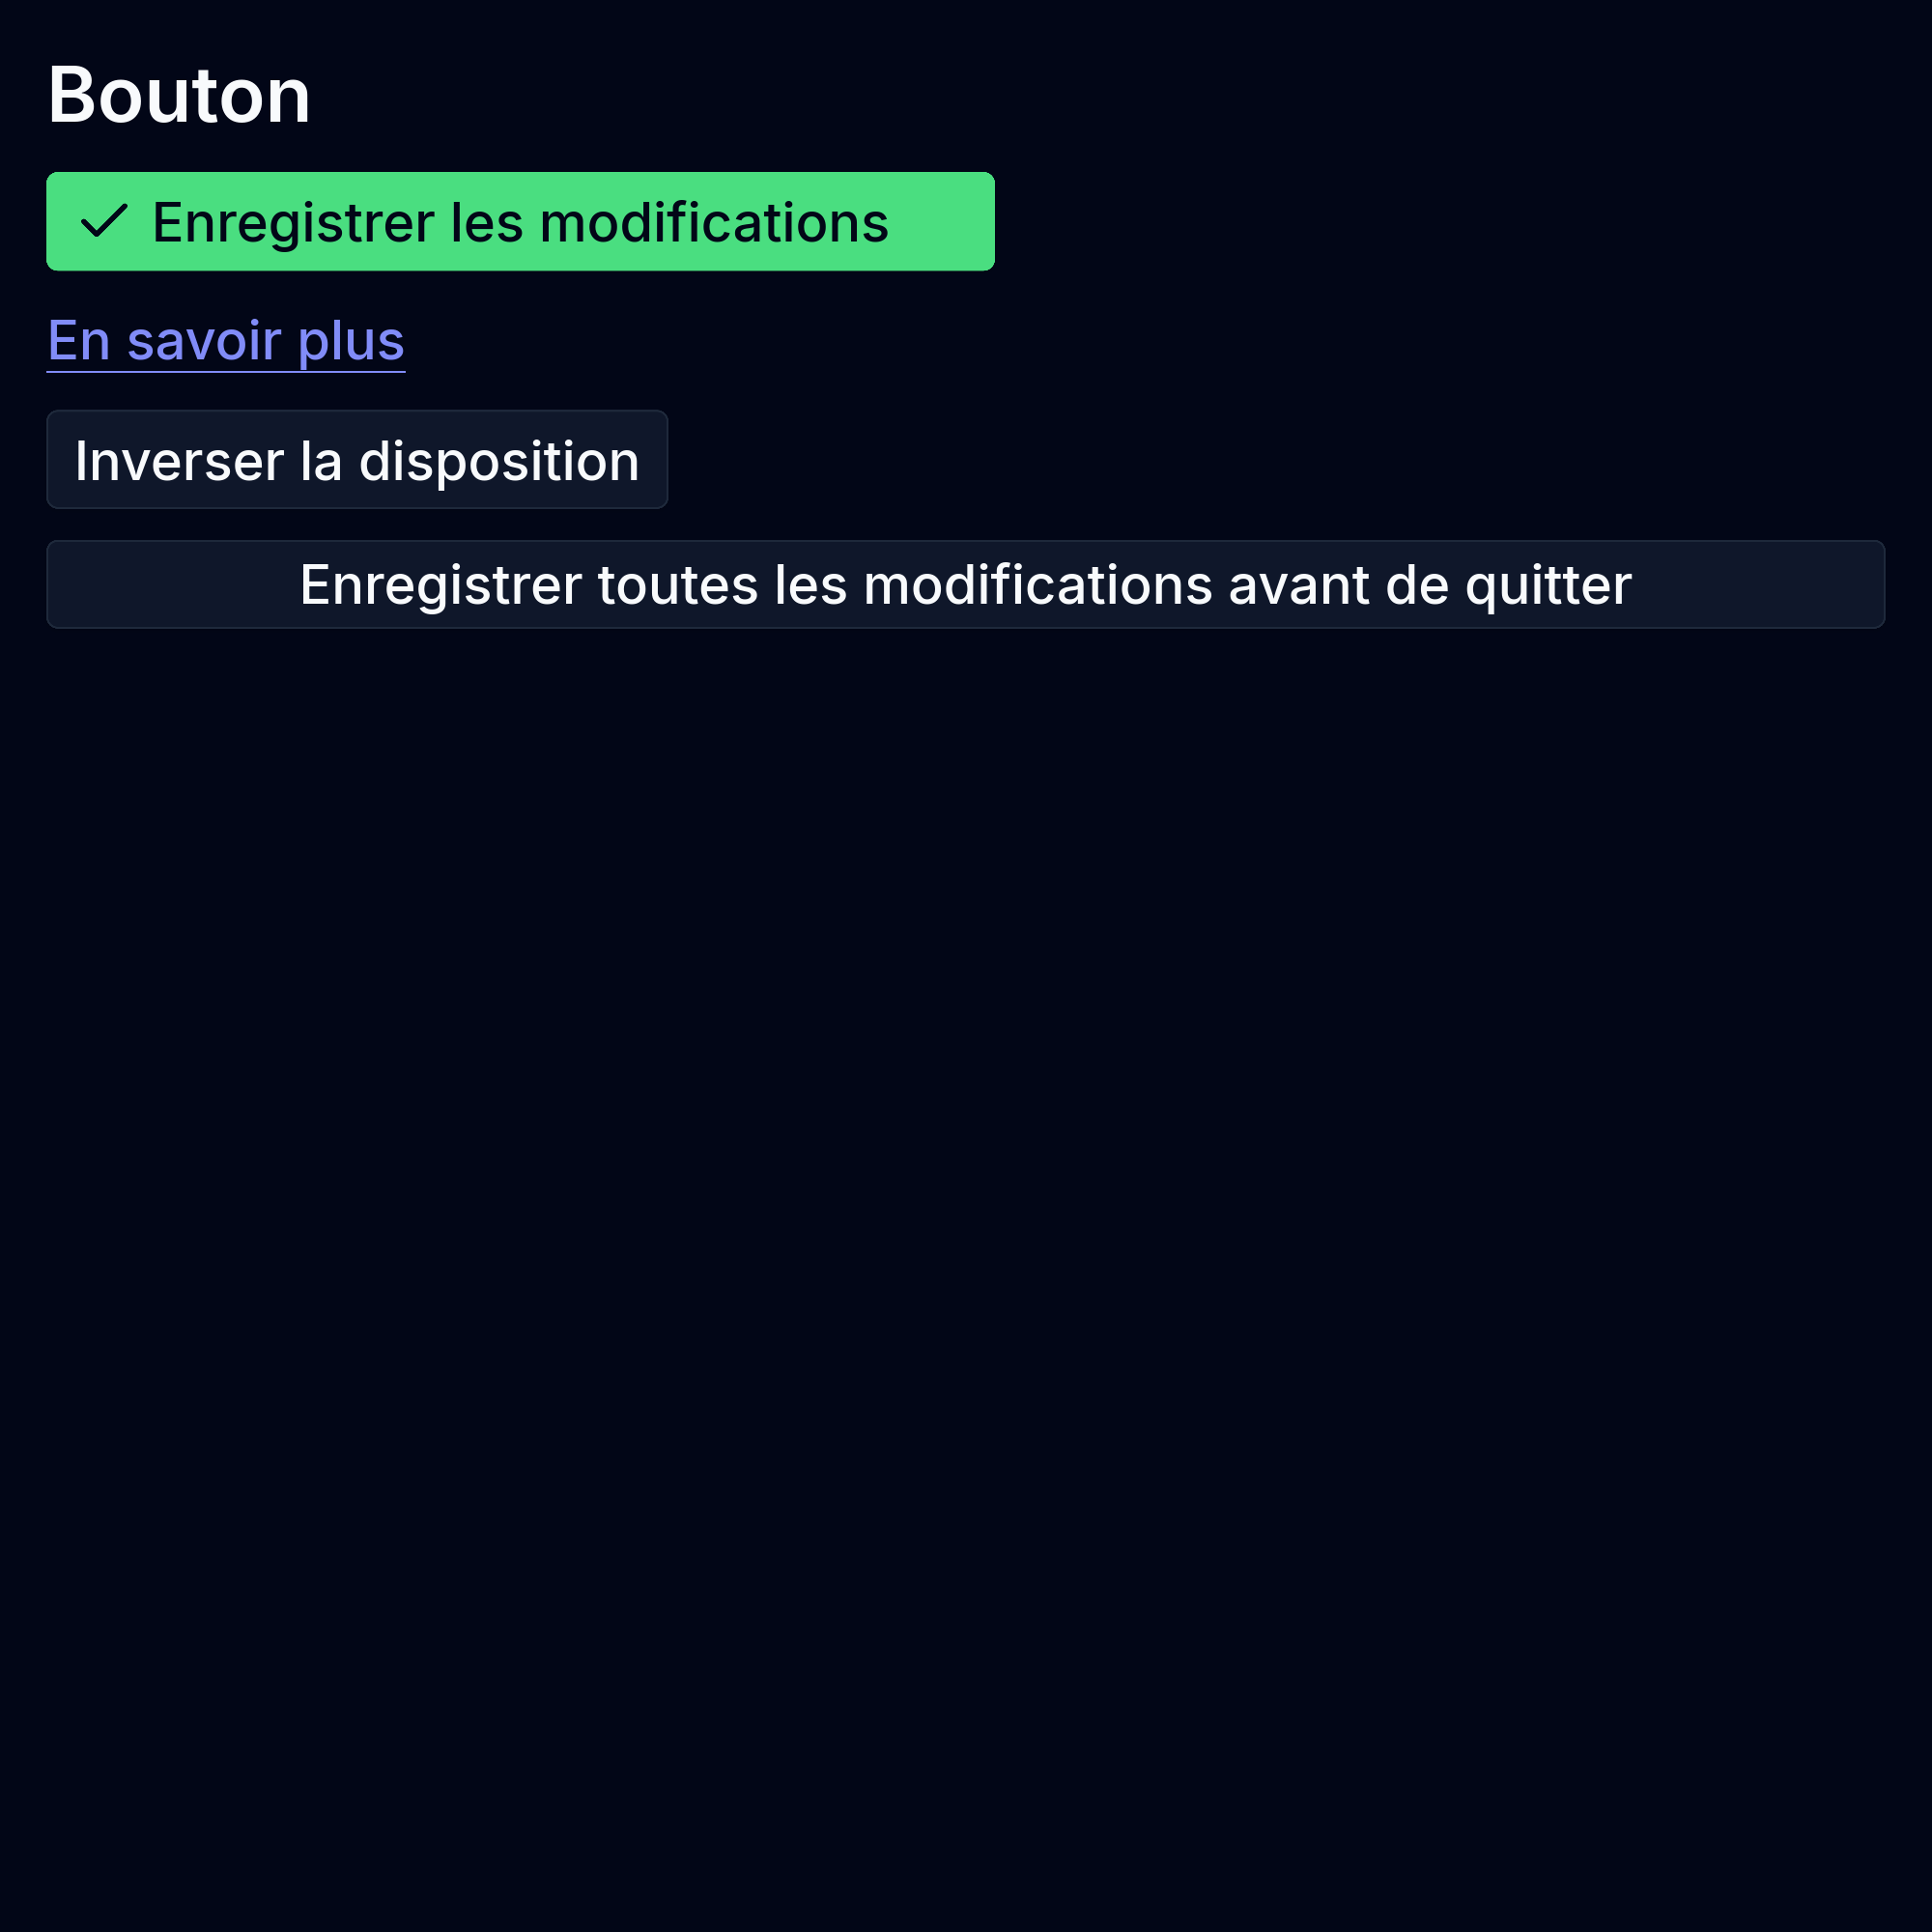 Bouton
Enregistrer les modifications
En savoir plus
Inverser la disposition
Enregistrer toutes les modifications avant de quitter